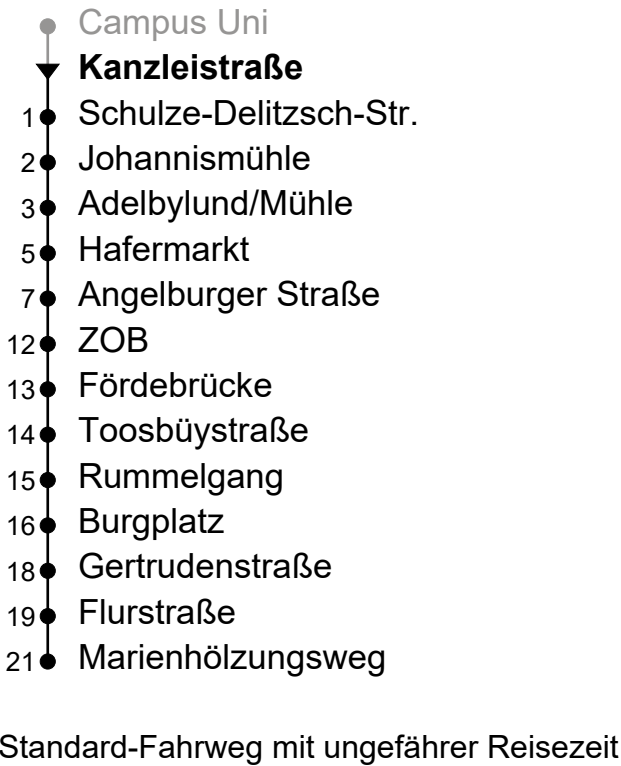 Campus Uni
Kanzleistraße
1 Schulze-Delitzsch-Str.
2 Johannismühle
3 Adelbylund/Mühle
5 Hafermarkt
7 Angelburger Straße
12 ZOB
13 Fördebrücke
14 Toosbüystraße
15 Rummelgang
16 Burgplatz
18 Gertrudenstraße
19 Flurstraße
21 Marienhölzungsweg
Standard-Fahrweg mit ungefährer Reisezeit